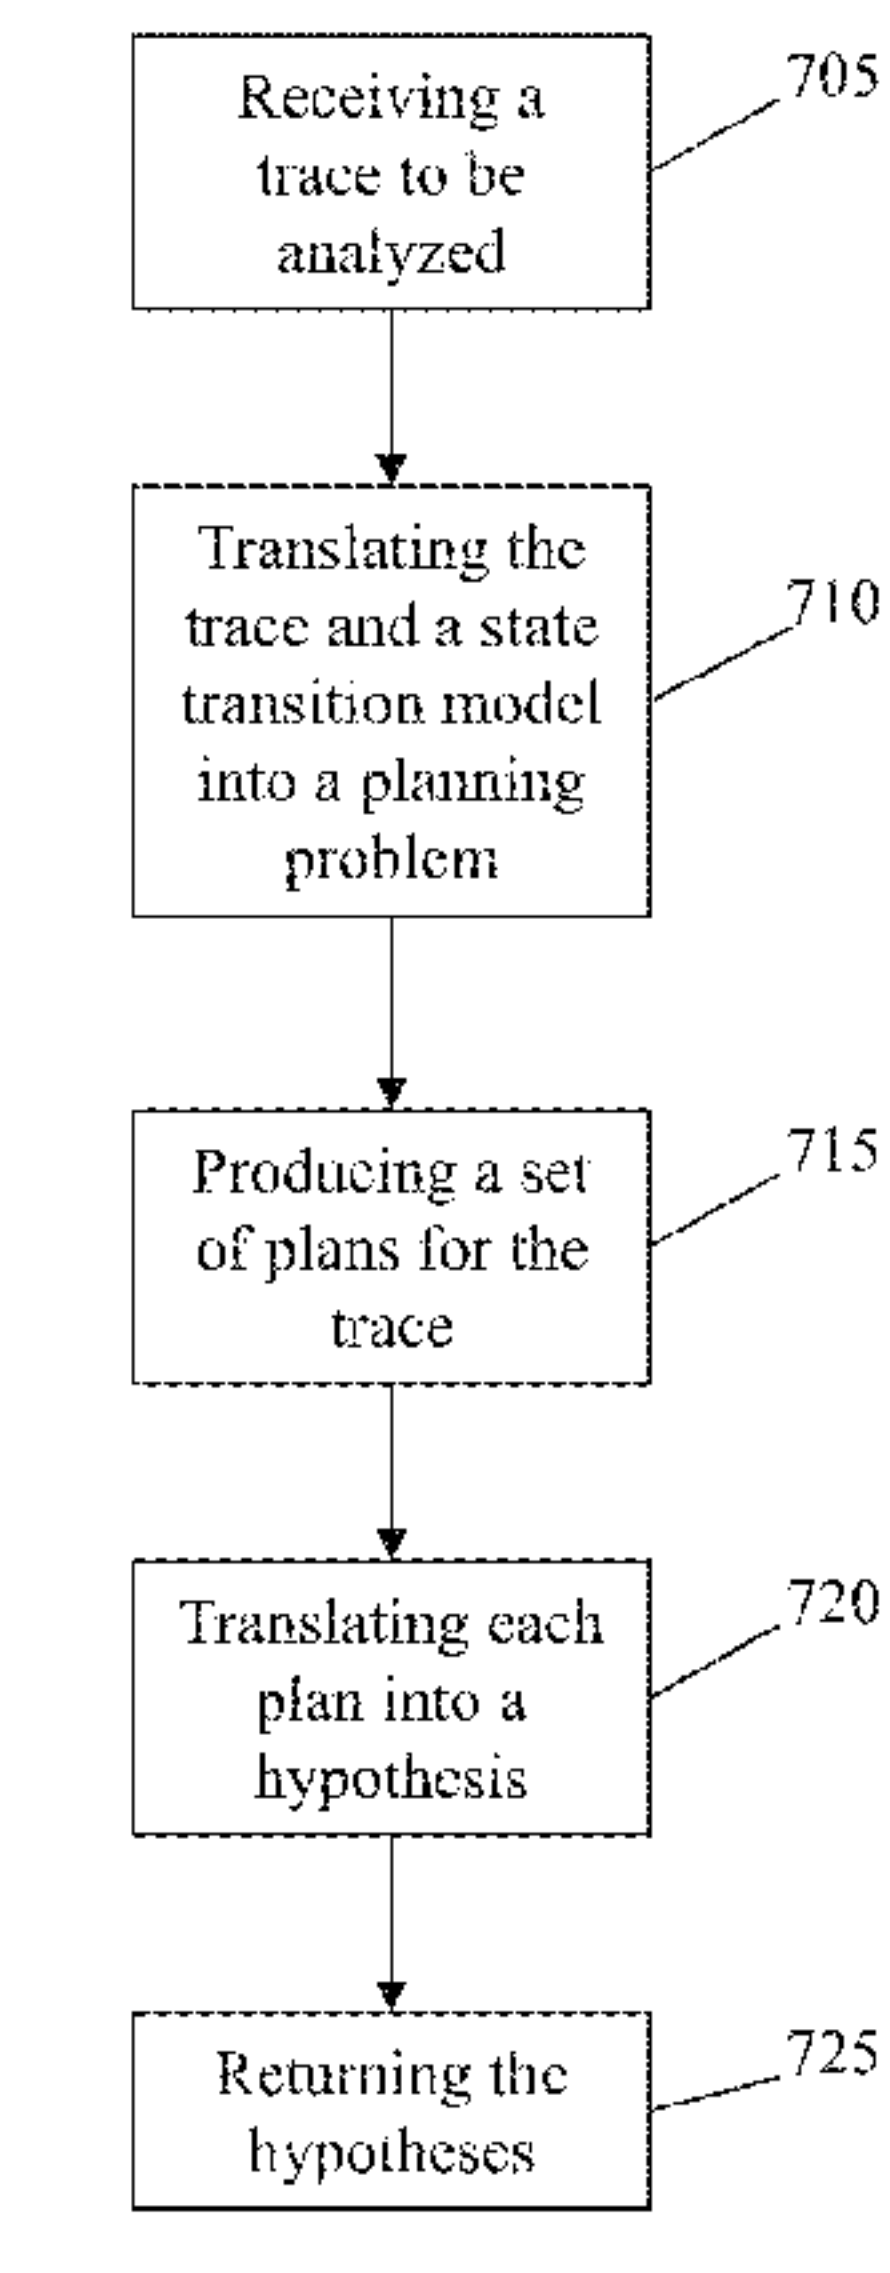 Receiving a
trace to be
analyzed
705
Translating the
trace and a state
transition model
into a planning
problem
710
Producing a set
of plans for the
trace
715
Translating each
plan into a
hypothesis
720
Returning the
hypotheses
725